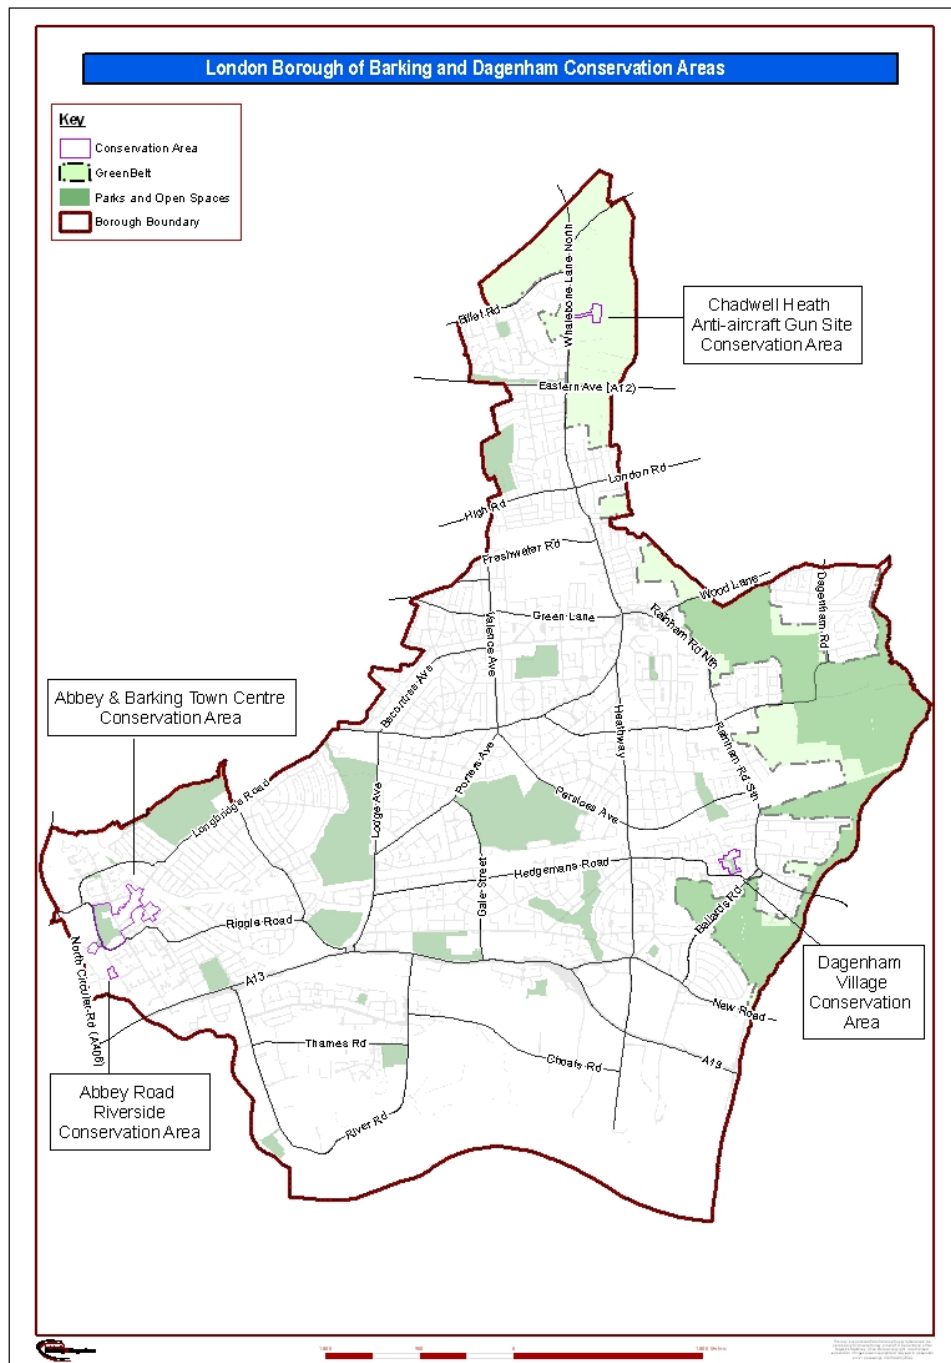 London Borough of Barking and Dagenham Conservation Areas
Key
Conservation Area
GreenBelt
Parks and Open Spaces
Borough Boundary
Whalebone Lane North
Billet Rd
Chadwell Heath
Anti-aircraft Gun Site
Conservation Area
Eastern Ave (A12)
London Rd
High Rd
Freshwater Rd
Wood Lane
Dagenham Rd
Green Lane
Valence Ave
Rainham Rd Nth
Becontree Ave
Abbey & Barking Town Centre
Conservation Area
Heathway
Porters Ave
Rainham Rd Sth
Longbridge Road
Lodge Ave
Parsloes Ave
Hedgemans Road
Gale Street
Ballards Rd
Ripple Road
North Circular Rd (A406)
A13
Dagenham
Village
Conservation
Area
New Road
Thames Rd
Choats Rd
A13
Abbey Road
Riverside
Conservation Area
River Rd
0